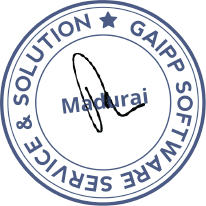 GAIPP SOFTWARE SERVICE & SOLUTION
Madurai